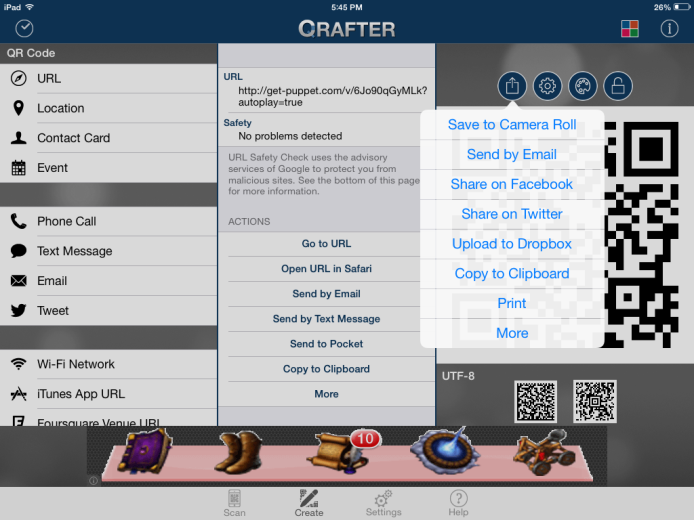 iPad
5:45 PM
26%
QRAFTER
QR Code
URL
Location
Contact Card
Event
Phone Call
Text Message
Email
Tweet
Wi-Fi Network
iTunes App URL
Foursquare Venue URL
URL
http://get-puppet.com/v/6Jo90qGyMLk?
autoplay=true
Safety
No problems detected
URL Safety Check uses the advisory
services of Google to protect you from
malicious sites. See the bottom of this page
for more information.
ACTIONS
Go to URL
Open URL in Safari
Send by Email
Send by Text Message
Send to Pocket
Copy to Clipboard
More
Save to Camera Roll
Send by Email
Share on Facebook
Share on Twitter
Upload to Dropbox
Copy to Clipboard
Print
More
UTF-8
10
Scan
Create
Settings
Help